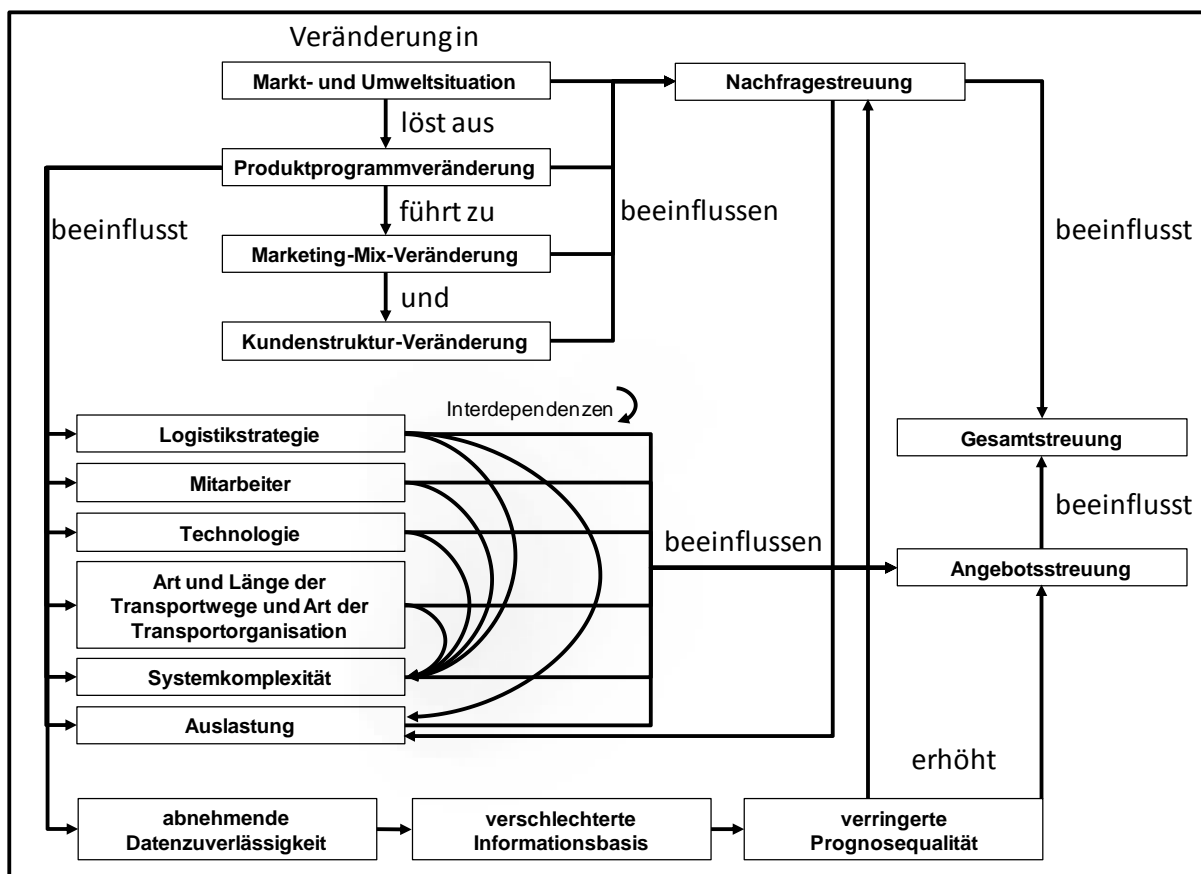 Veränderung in
Markt- und Umweltsituation
Nachfragestreuung
löst aus
Produktprogrammveränderung
beeinflusst
führt zu
beeinflussen
beeinflusst
Marketing-Mix-Veränderung
und
Kundenstruktur-Veränderung
Interdependenzen
Logistikstrategie
Gesamtstreuung
Mitarbeiter
beeinflusst
Technologie
beeinflussen
Angebotsstreuung
Art und Länge der
Transportwege und Art der
Transportorganisation
Systemkomplexität
Auslastung
erhöht
abnehmende
Datenzuverlässigkeit
verschlechterte
Informationsbasis
verringerte
Prognosequalität